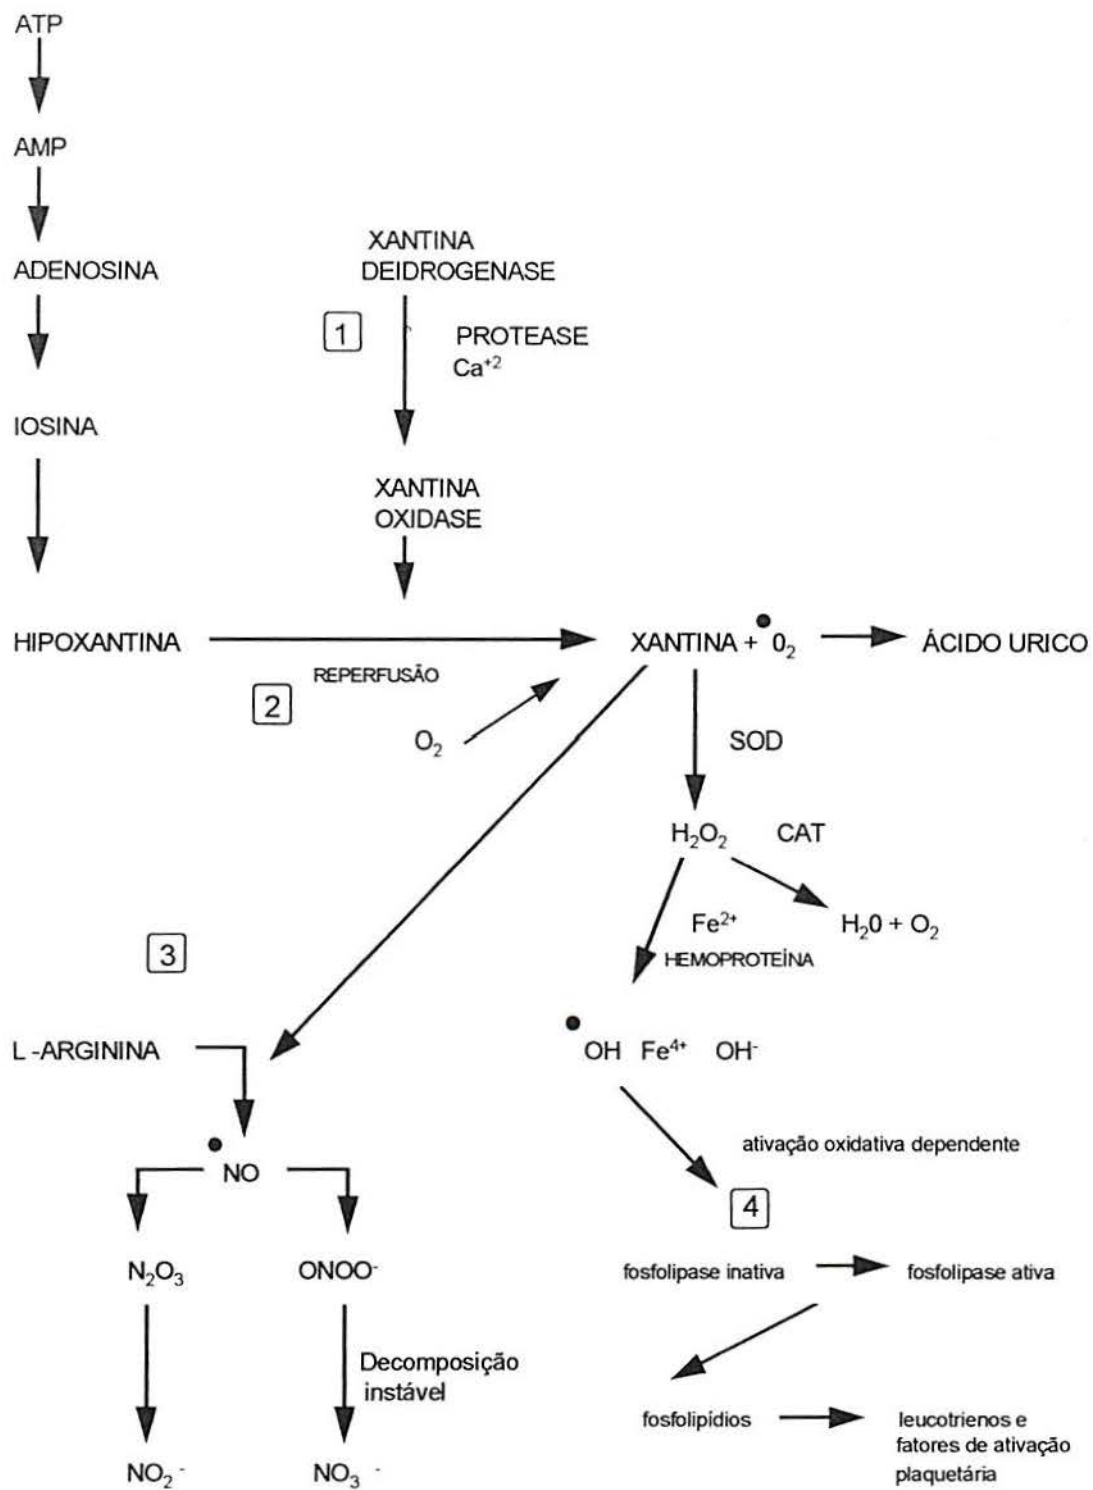 ATP
AMP
ADENOSINA
IOSINA
XANTINA
DEIDROGENASE
1
PROTEASE
Ca⁺²
XANTINA
OXIDASE
HIPOXANTINA
XANTINA + •0₂
ÁCIDO URICO
REPERFUSÃO
2
O₂
SOD
H₂O₂
CAT
Fe²⁺
HEMOPROTEÍNA
H₂0 + O₂
3
L -ARGININA
•OH Fe⁴⁺ OH⁻
•NO
ativação oxidativa dependente
4
N₂O₃
ONOO⁻
fosfolipase inativa
fosfolipase ativa
Decomposição
instável
fosfolipídios
leucotrienos e
fatores de ativação
plaquetária
NO₂⁻
NO₃⁻